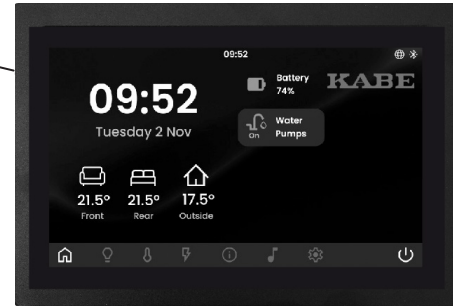 09:52
09:52
Tuesday 2 Nov
Battery
74%
KABE
On
Water
Pumps
21.5°
21.5°
17.5°
Front
Rear
Outside